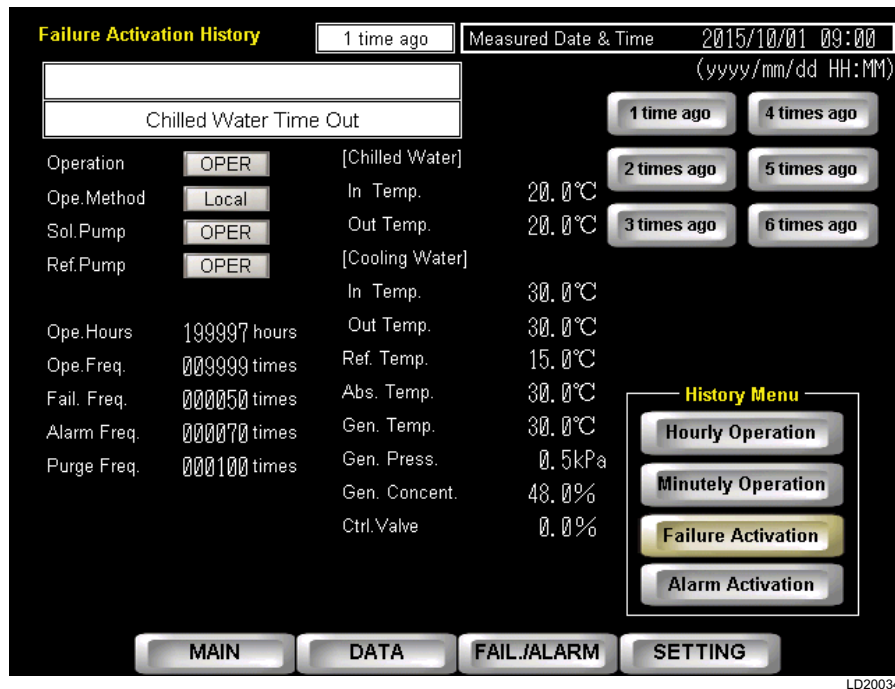 Failure Activation History 1 time ago Measured Date & Time 2015/10/01 09:00
(yyyy/mm/dd HH:MM)
Chilled Water Time Out
1 time ago 4 times ago
2 times ago 5 times ago
3 times ago 6 times ago
Operation OPER
Ope.Method Local
Sol.Pump OPER
Ref.Pump OPER
Ope.Hours 199997 hours
Ope.Freq. 009999 times
Fail. Freq. 000050 times
Alarm Freq. 000070 times
Purge Freq. 000100 times
[Chilled Water]
In Temp. 20.0℃
Out Temp. 20.0℃
[Cooling Water]
In Temp. 30.0℃
Out Temp. 30.0℃
Ref. Temp. 15.0℃
Abs. Temp. 30.0℃
Gen. Temp. 30.0℃
Gen. Press. 0.5kPa
Gen. Concent. 48.0%
Ctrl.Valve 0.0%
History Menu
Hourly Operation
Minutely Operation
Failure Activation
Alarm Activation
MAIN DATA FAIL./ALARM SETTING
LD2003-